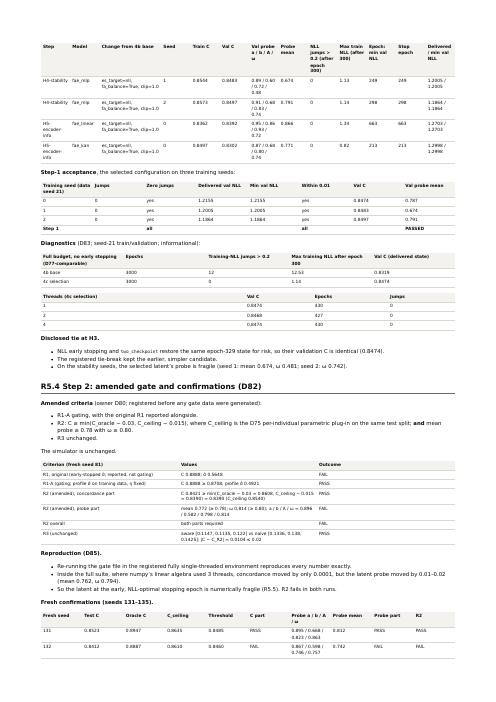 Step Model Change from 4b base Seed Train C Val C Val probe a / b / A / ω Probe mean NLL jumps > 0.2 (after epoch 300) Max train NLL (after 300) Epoch: min val NLL Stop epoch Delivered / min val NLL
H4-stability fae_mlp es_target=nll, fa_balance=True, clip=1.0 1 0.8544 0.8483 0.89 / 0.60 / 0.72 / 0.48 0.674 0 1.13 249 249 1.2005 / 1.2005
H4-stability fae_mlp es_target=nll, fa_balance=True, clip=1.0 2 0.8573 0.8497 0.91 / 0.68 / 0.83 / 0.74 0.791 0 1.14 298 298 1.1864 / 1.1864
H5-encoder-info fae_linear es_target=nll, fa_balance=True, clip=1.0 0 0.8362 0.8392 0.95 / 0.86 / 0.93 / 0.72 0.866 0 1.34 663 663 1.2703 / 1.2703
H5-encoder-info fae_kan es_target=nll, fa_balance=True, clip=1.0 0 0.8497 0.8302 0.87 / 0.68 / 0.80 / 0.74 0.771 0 0.82 213 213 1.2998 / 1.2998
Step-1 acceptance, the selected configuration on three training seeds:
Training seed (data seed 21) Jumps Zero jumps Delivered val NLL Min val NLL Within 0.01 Val C Val probe mean
0 0 yes 1.2155 1.2155 yes 0.8474 0.787
1 0 yes 1.2005 1.2005 yes 0.8483 0.674
2 0 yes 1.1864 1.1864 yes 0.8497 0.791
Step 1 all all PASSED
Diagnostics (D83; seed-21 train/validation; informational):
Full budget, no early stopping (D77-comparable) Epochs Training-NLL jumps > 0.2 Max training NLL after epoch 300 Val C (delivered state)
4b base 3000 12 12.53 0.8319
4c selection 3000 0 1.14 0.8474
Threads (4c selection) Val C Epochs Jumps
1 0.8474 430 0
2 0.8468 427 0
4 0.8474 430 0
Disclosed tie at H3.
• NLL early stopping and two_checkpoint restore the same epoch-329 state for risk, so their validation C is identical (0.8474).
• The registered tie-break kept the earlier, simpler candidate.
• On the stability seeds, the selected latent's probe is fragile (seed 1: mean 0.674, ω 0.481; seed 2: ω 0.742).
R5.4 Step 2: amended gate and confirmations (D82)
Amended criteria (owner D80; registered before any gate data were generated):
• R1-A gating, with the original R1 reported alongside.
• R2: C ≥ min(C_oracle − 0.03, C_ceiling − 0.015), where C_ceiling is the D75 per-individual parametric plug-in on the same test split; and mean probe ≥ 0.78 with ω ≥ 0.80.
• R3 unchanged.
The simulator is unchanged.
Criterion (fresh seed 81) Values Outcome
R1, original (early-stopped θ; reported, not gating) C 0.8888; θ 0.5648 FAIL
R1-A (gating; profile θ on training data, η fixed) C 0.8888 ≥ 0.8708; profile θ 0.4921 PASS
R2 (amended), concordance part C 0.8421 ≥ min(C_oracle − 0.03 = 0.8608, C_ceiling − 0.015 = 0.8390) = 0.8390 (C_ceiling 0.8540) PASS
R2 (amended), probe part mean 0.772 (≥ 0.78); ω 0.814 (≥ 0.80); a / b / A / ω = 0.896 / 0.582 / 0.798 / 0.814 FAIL
R2 overall both parts required FAIL
R3 (unchanged) aware [0.1147, 0.1135, 0.122] vs naive [0.1336, 0.138, 0.1425]; |C − C_R2| = 0.0104 ≤ 0.02 PASS
Reproduction (D85).
• Re-running the gate file in the registered fully single-threaded environment reproduces every number exactly.
• Inside the full suite, where numpy's linear algebra used 3 threads, concordance moved by only 0.0001, but the latent probe moved by 0.01–0.02 (mean 0.762, ω 0.794).
• So the latent at the early, NLL-optimal stopping epoch is numerically fragile (R5.5). R2 fails in both runs.
Fresh confirmations (seeds 131–135).
Fresh seed Test C Oracle C C_ceiling Threshold C part Probe a / b / A / ω Probe mean Probe part R2
131 0.8523 0.8947 0.8635 0.8485 PASS 0.895 / 0.668 / 0.823 / 0.863 0.812 PASS PASS
132 0.8412 0.8887 0.8610 0.8460 FAIL 0.867 / 0.598 / 0.746 / 0.757 0.742 FAIL FAIL